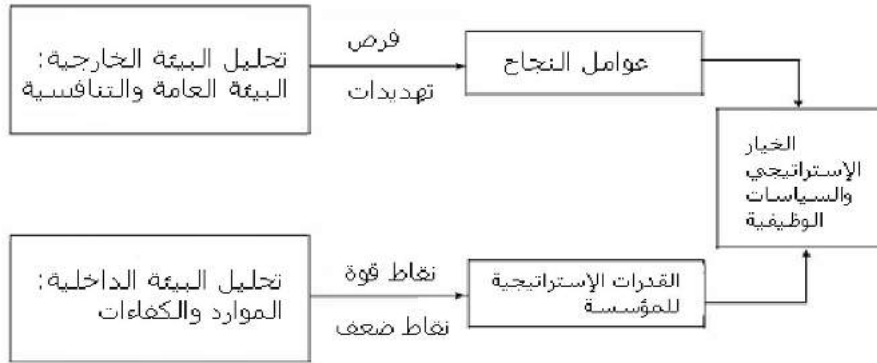 تحليل البيئة الخارجية:
البيئة العامة والتنافسية
فرص
تهديدات
عوامل النجاح
الخيار
الإستراتيجي
والسياسات
الوظيفية
تحليل البيئة الداخلية:
الموارد والكفاءات
نقاط قوة
نقاط ضعف
القدرات الإستراتيجية
للمؤسسة